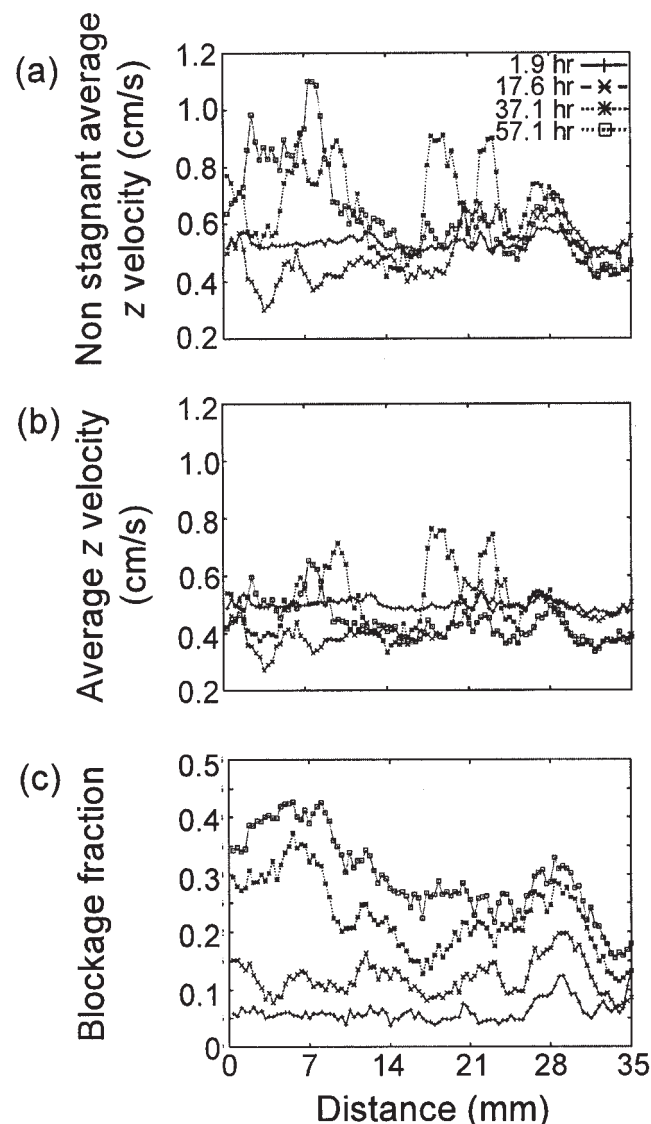 (a)
Non stagnant average
z velocity (cm/s)
1.2
1.0
0.8
0.6
0.4
0.2
1.9 hr
17.6 hr
37.1 hr
57.1 hr
(b)
Average z velocity
(cm/s)
1.2
1.0
0.8
0.6
0.4
0.2
(c)
Blockage fraction
0.5
0.4
0.3
0.2
0.1
0
0 7 14 21 28 35
Distance (mm)